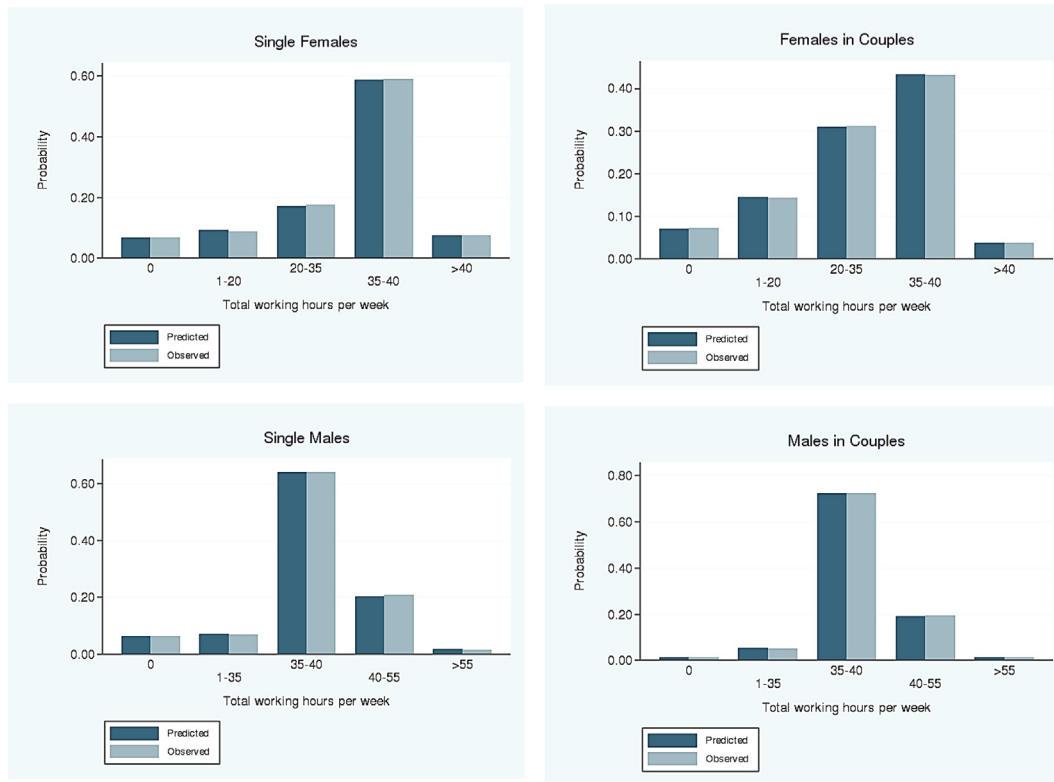 Single Females
Probability
0.60
0.40
0.20
0.00
0
1-20
20-35
35-40
>40
Total working hours per week
Predicted
Observed
Females in Couples
Probability
0.40
0.30
0.20
0.10
0.00
0
1-20
20-35
35-40
>40
Total working hours per week
Predicted
Observed
Single Males
Probability
0.60
0.40
0.20
0.00
0
1-35
35-40
40-55
>55
Total working hours per week
Predicted
Observed
Males in Couples
Probability
0.80
0.60
0.40
0.20
0.00
0
1-35
35-40
40-55
>55
Total working hours per week
Predicted
Observed